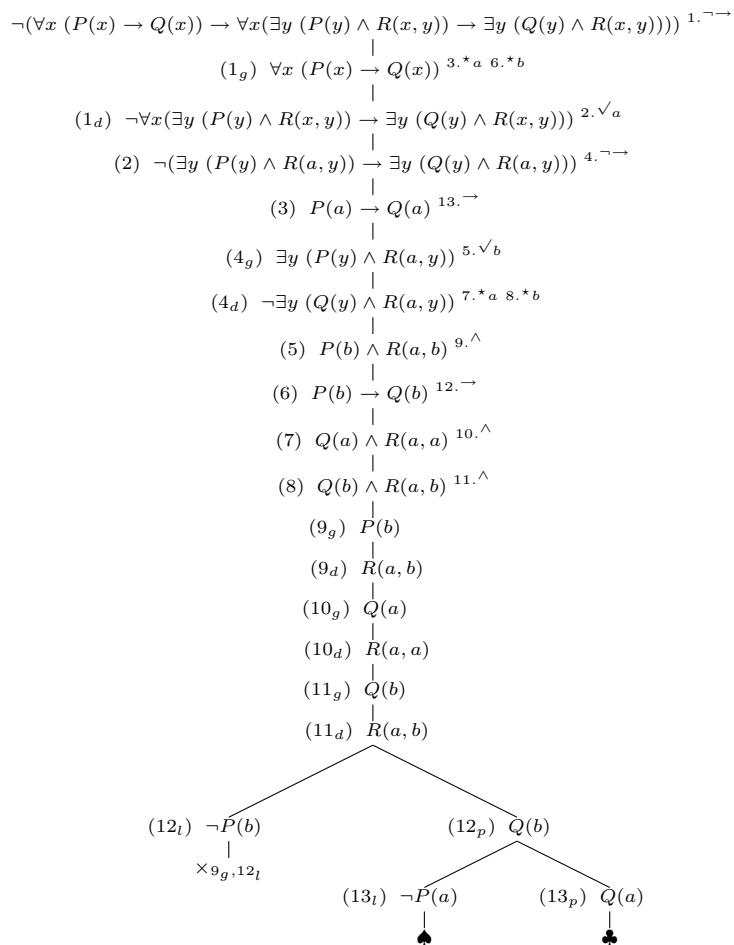 ¬(∀x (P(x) → Q(x)) → ∀x(∃y (P(y) ∧ R(x, y)) → ∃y (Q(y) ∧ R(x, y)))) 1.¬→
(1g) ∀x (P(x) → Q(x)) 3.⋆a 6.⋆b
(1d) ¬∀x(∃y (P(y) ∧ R(x, y)) → ∃y (Q(y) ∧ R(x, y))) 2.√a
(2) ¬(∃y (P(y) ∧ R(a, y)) → ∃y (Q(y) ∧ R(a, y))) 4.¬→
(3) P(a) → Q(a) 13.→
(4g) ∃y (P(y) ∧ R(a, y)) 5.√b
(4d) ¬∃y (Q(y) ∧ R(a, y)) 7.⋆a 8.⋆b
(5) P(b) ∧ R(a, b) 9.∧
(6) P(b) → Q(b) 12.→
(7) Q(a) ∧ R(a, a) 10.∧
(8) Q(b) ∧ R(a, b) 11.∧
(9g) P(b)
(9d) R(a, b)
(10g) Q(a)
(10d) R(a, a)
(11g) Q(b)
(11d) R(a, b)
(12l) ¬P(b) (12p) Q(b)
×9g,12l
(13l) ¬P(a) (13p) Q(a)
♠ ♣